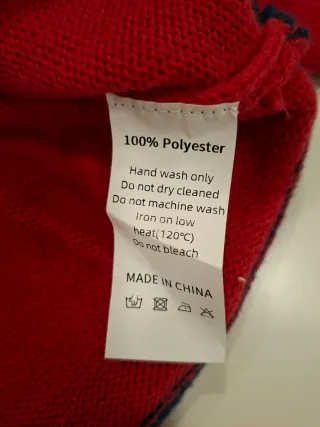 100% Polyester
Hand wash only
Do not dry cleaned
Do not machine wash
iron on low
heat(120℃)
Do not bleach
MADE IN CHINA